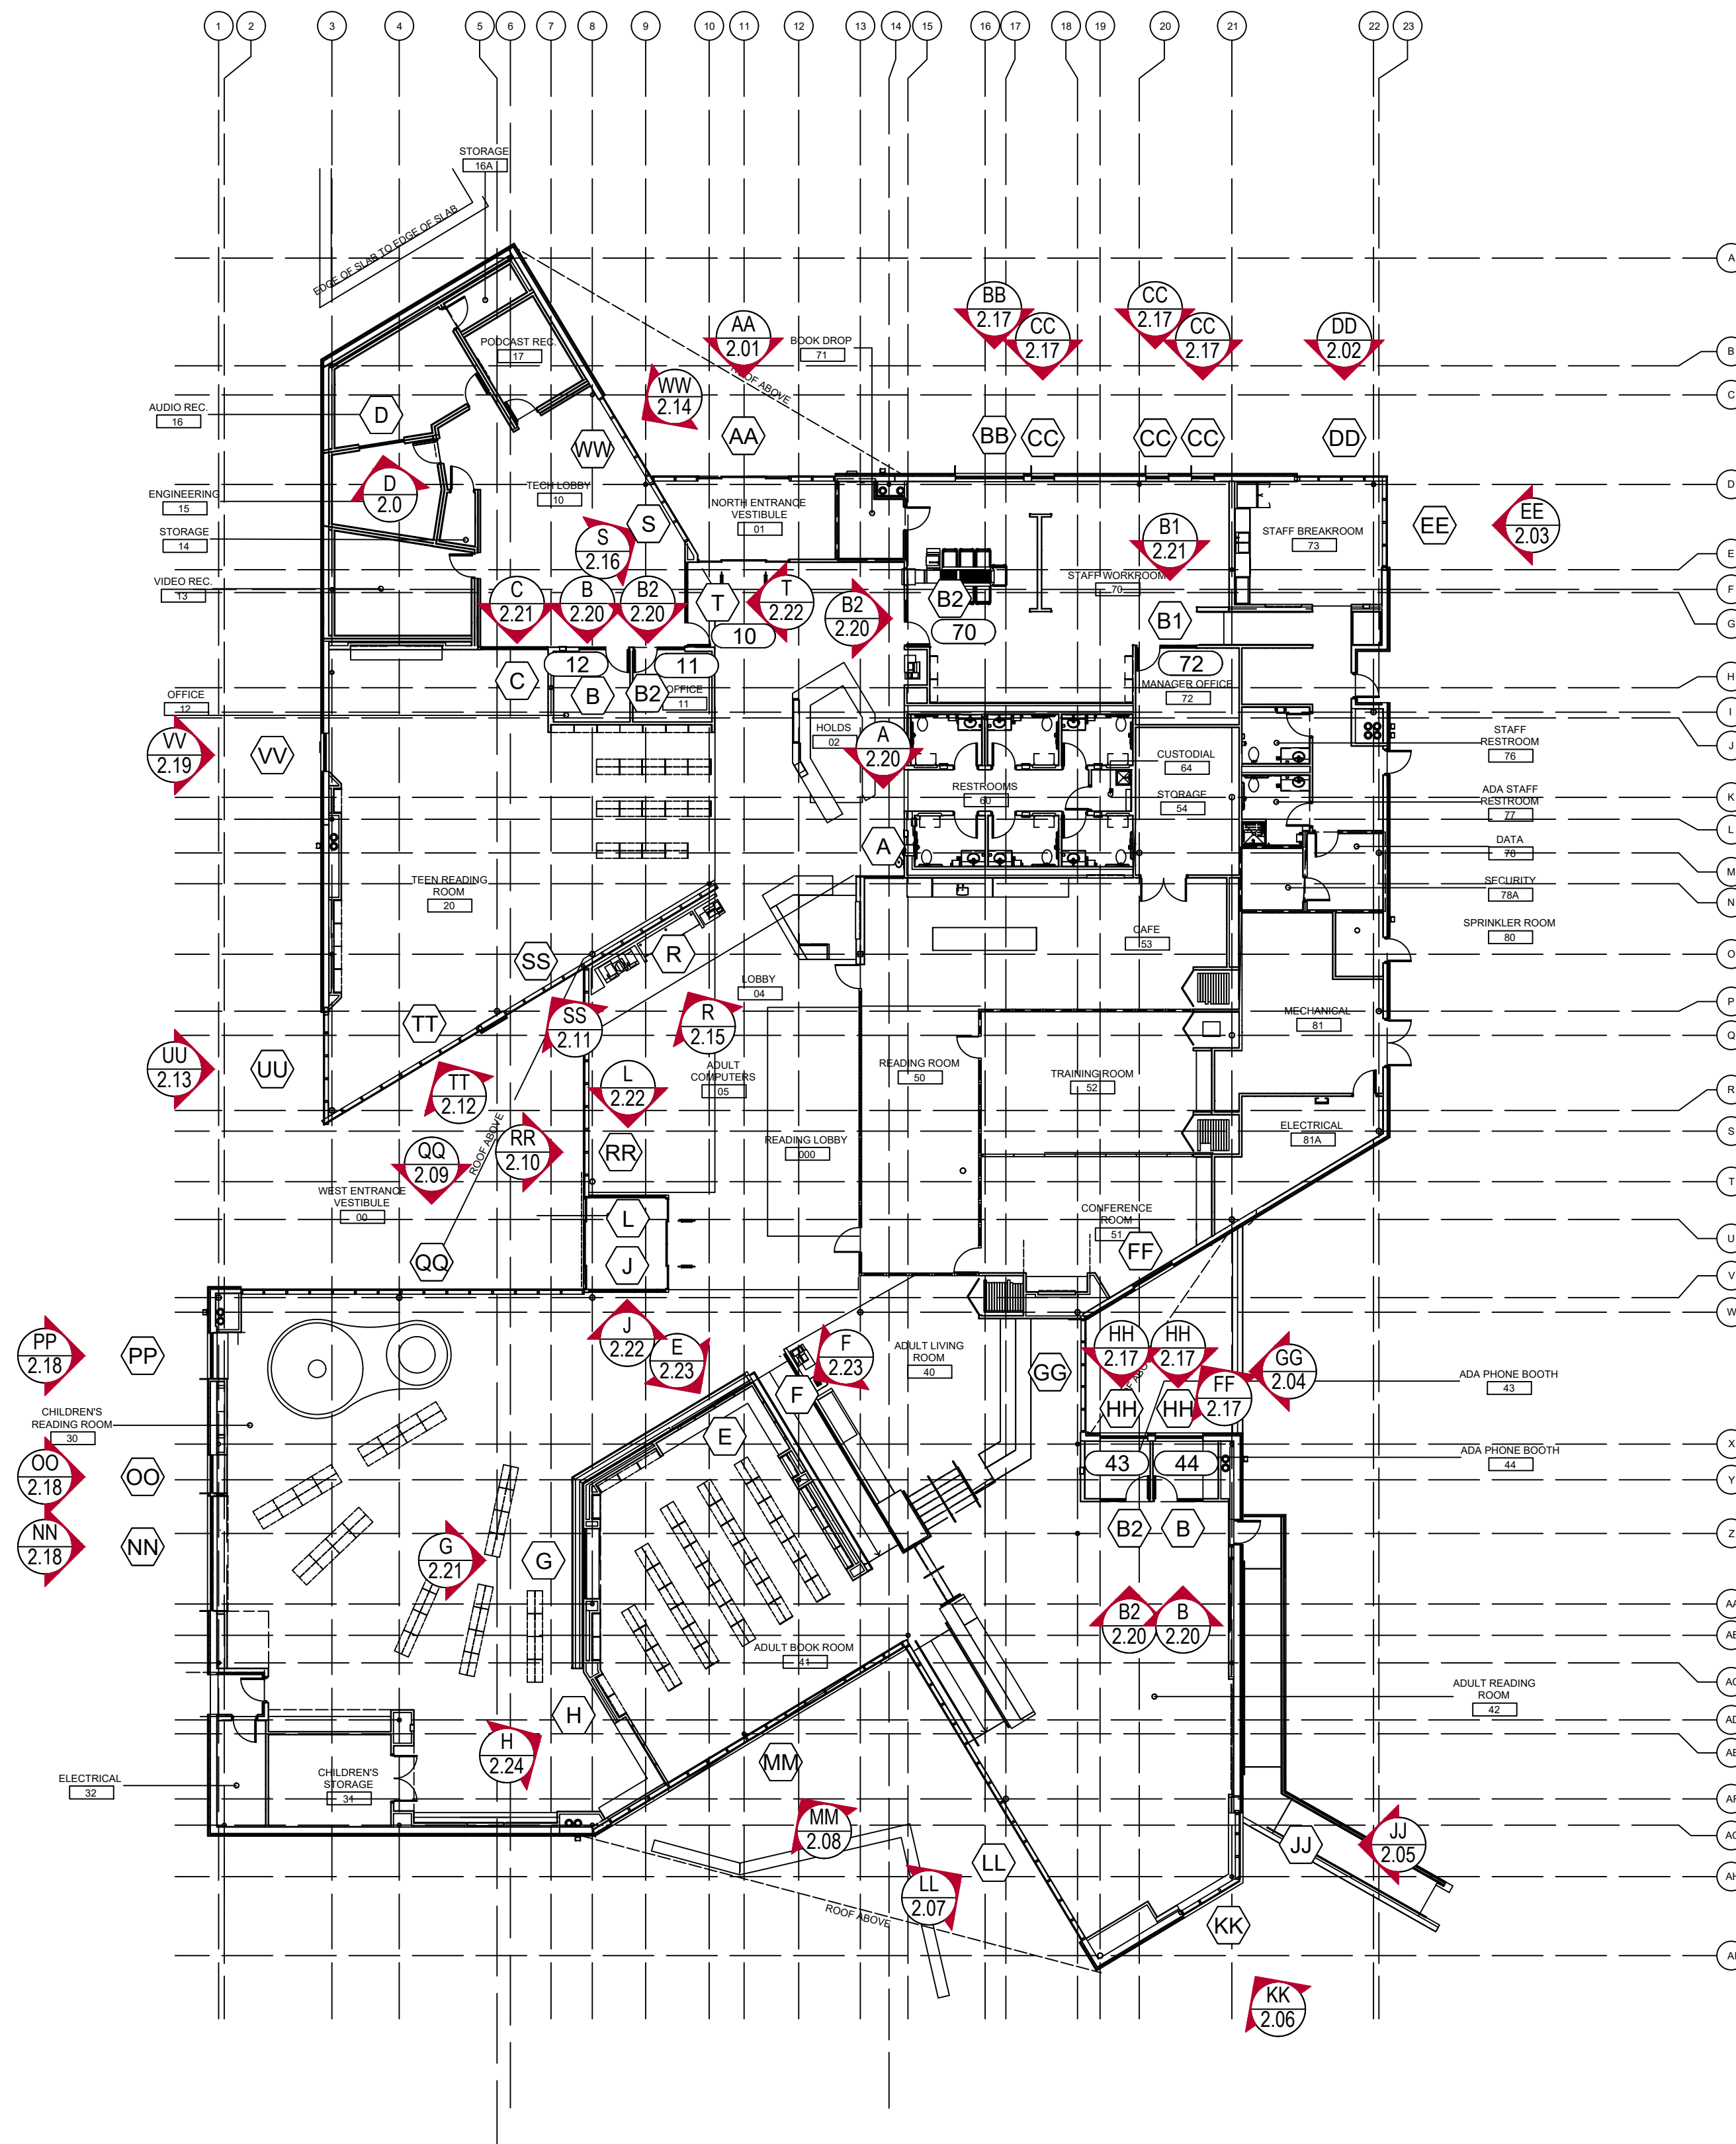 1 2 3 4 5 6 7 8 9 10 11 12 13 14 15 16 17 18 19 20 21 22 23
STORAGE
16A
EDGE OF SLAB TO EDGE OF SLAB
A
BB
2.17
CC
2.17
CC
2.17
CC
2.17
DD
2.02
AA
2.01
BOOK DROP
71
ROOF ABOVE
PODCAST REC.
17
B
WW
2.14
C
AUDIO REC.
16
D
WW
AA
BB
CC
CC
CC
DD
D
D
2.0
ENGINEERING
15
TECH LOBBY
10
NORTH ENTRANCE
VESTIBULE
01
S
S
2.16
B1
2.21
STAFF BREAKROOM
73
EE
EE
2.03
STORAGE
14
E
VIDEO REC.
13
STAFF WORKROOM
70
F
C
2.21
B
2.20
B2
2.20
T
T
2.22
B2
2.20
B2
B1
G
10
70
12
11
72
C
B
B2
OFFICE
11
MANAGER OFFICE
72
H
OFFICE
12
I
VV
2.19
VV
HOLDS
02
A
2.20
CUSTODIAL
64
STAFF
RESTROOM
76
J
RESTROOMS
60
STORAGE
54
ADA STAFF
RESTROOM
77
K
L
A
DATA
78
M
TEEN READING
ROOM
20
SECURITY
78A
N
CAFE
53
SPRINKLER ROOM
80
SS
R
O
LOBBY
04
P
TT
SS
2.11
R
2.15
MECHANICAL
81
Q
UU
2.13
UU
TT
2.12
L
2.22
ADULT
COMPUTERS
05
READING ROOM
50
TRAINING ROOM
52
R
ROOF ABOVE
QQ
2.09
RR
2.10
RR
READING LOBBY
000
ELECTRICAL
81A
S
WEST ENTRANCE
VESTIBULE
00
T
L
CONFERENCE
ROOM
51
U
QQ
J
FF
V
W
PP
2.18
PP
J
2.22
E
2.23
F
2.23
ADULT LIVING
ROOM
40
GG
HH
2.17
HH
2.17
GG
2.04
FF
2.17
ADA PHONE BOOTH
43
F
HH
HH
CHILDREN'S
READING ROOM
30
E
X
ADA PHONE BOOTH
44
43
44
OO
2.18
OO
Y
NN
2.18
NN
G
2.21
G
B2
B
Z
AA
B2
2.20
B
2.20
ADULT BOOK ROOM
41
ADULT READING
ROOM
42
H
H
2.24
MM
ELECTRICAL
32
CHILDREN'S
STORAGE
31
MM
2.08
JJ
JJ
2.05
LL
LL
2.07
ROOF ABOVE
KK
KK
2.06